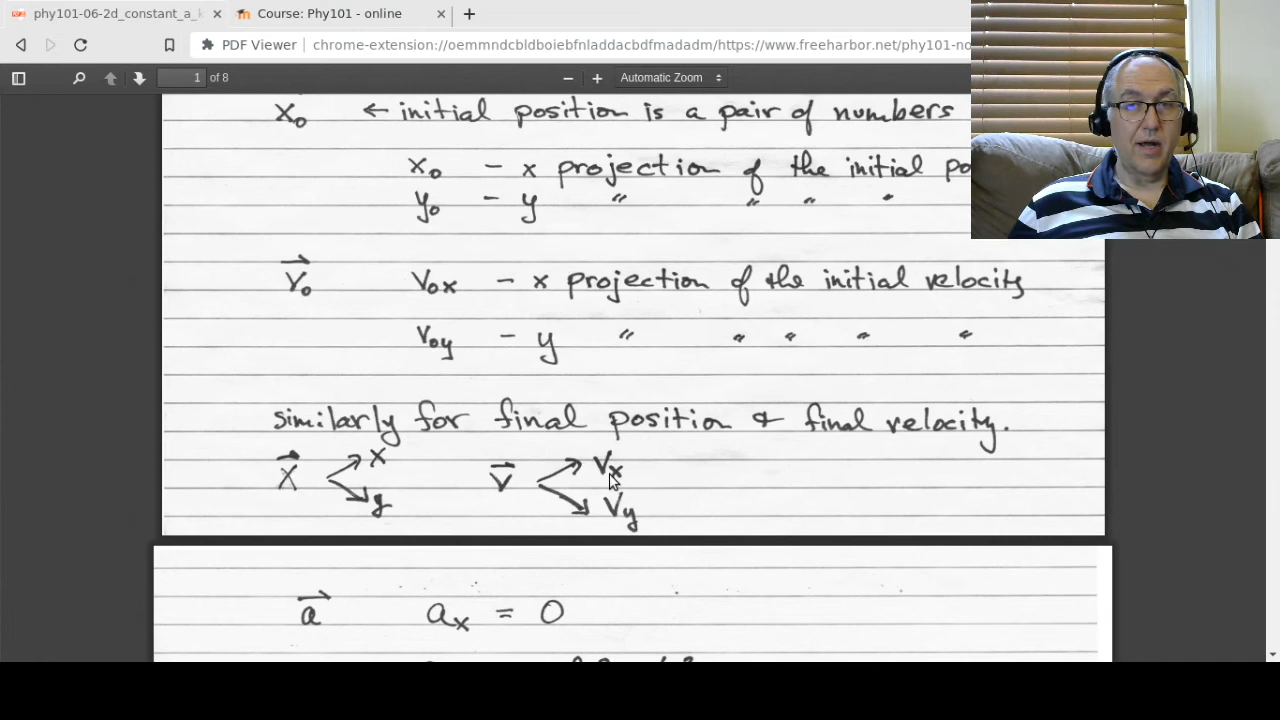 phy101-06-2d_constant_a_k
Course: Phy101 - online
PDF Viewer chrome-extension://oemmndcbldboiebfnladdacbdfmadadm/https://www.freeharbor.net/phy101-no
1 of 8 Automatic Zoom
x₀ ← initial position is a pair of numbers
x₀ - x projection of the initial po
y₀ - y " " " "
V₀ V₀x - x projection of the initial velocity
V₀y - y " " " " "
similarly for final position & final velocity.
X x y V Vx Vy
a ax = 0